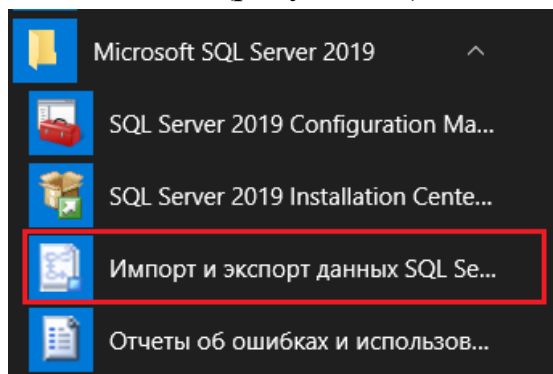 Microsoft SQL Server 2019
SQL Server 2019 Configuration Ma...
SQL Server 2019 Installation Cente...
Импорт и экспорт данных SQL Se...
Отчеты об ошибках и использов...